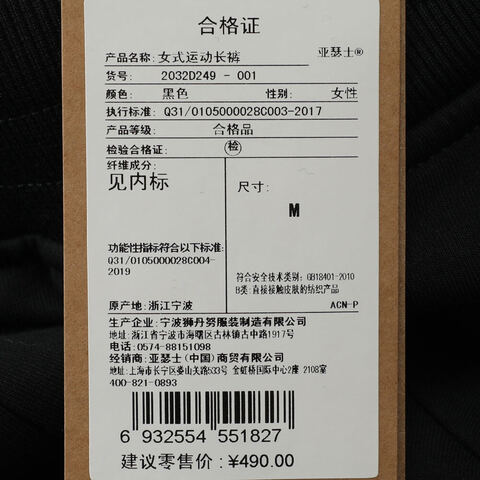 合格证
产品名称: 女式运动长裤 亚瑟士®
货号: 2032D249 - 001
颜色: 黑色 性别: 女性
执行标准: Q31/0105000028C003-2017
产品等级: 合格品
检验合格证: 检
纤维成分:
见内标
尺寸:
M
功能性指标符合以下标准:
Q31/0105000028C004-
2019
符合安全技术类别: GB18401-2010
B类: 直接接触皮肤的纺织产品
原产地: 浙江宁波
ACN-P
生产企业: 宁波狮丹努服装制造有限公司
地址: 浙江省宁波市海曙区古林镇古中路1917号
电话: 0574-88151098
经销商: 亚瑟士(中国)商贸有限公司
地址: 上海市长宁区娄山关路533号 金虹桥国际中心2座 2108室
400-821-0893
6 932554 551827
建议零售价: ¥490.00